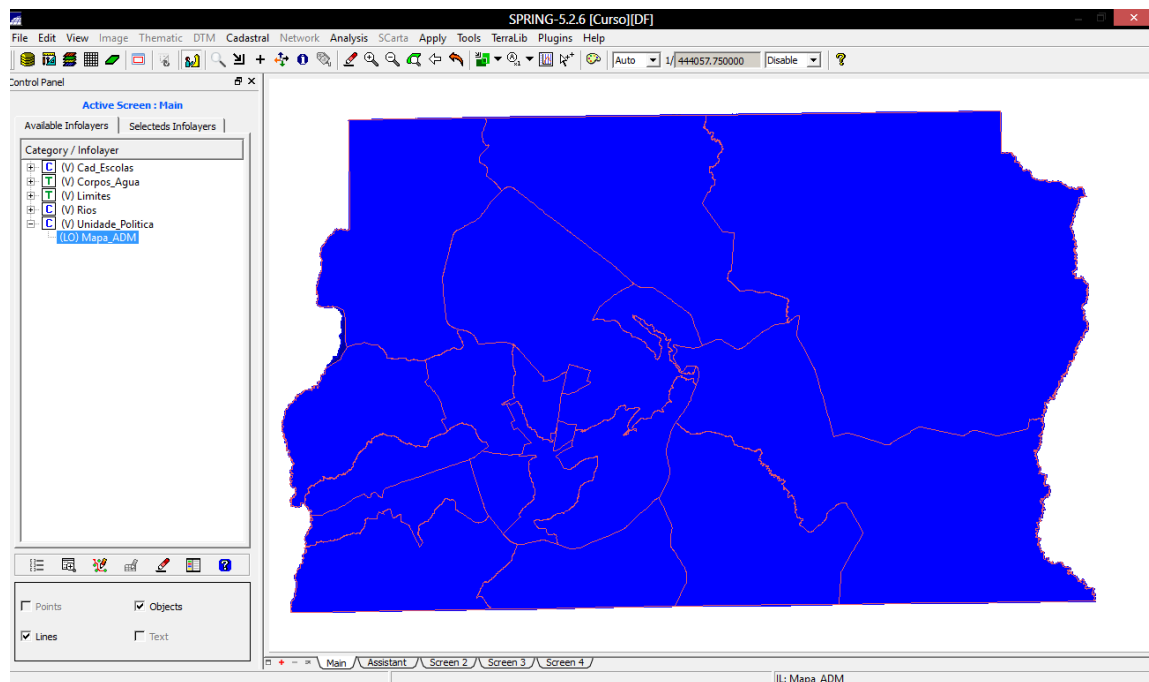 SPRING-5.2.6 [Curso][DF]
File Edit View Image Thematic DTM Cadastral Network Analysis SCarta Apply Tools TerraLib Plugins Help
Auto 1/ 444057.750000 Disable
Control Panel
Active Screen : Main
Available Infolayers Selecteds Infolayers
Category / Infolayer
C (V) Cad_Escolas
T (V) Corpos_Agua
T (V) Limites
C (V) Rios
C (V) Unidade_Politica
(LO) Mapa_ADM
Points Objects
Lines Text
Main Assistant Screen 2 Screen 3 Screen 4
IL: Mapa_ADM